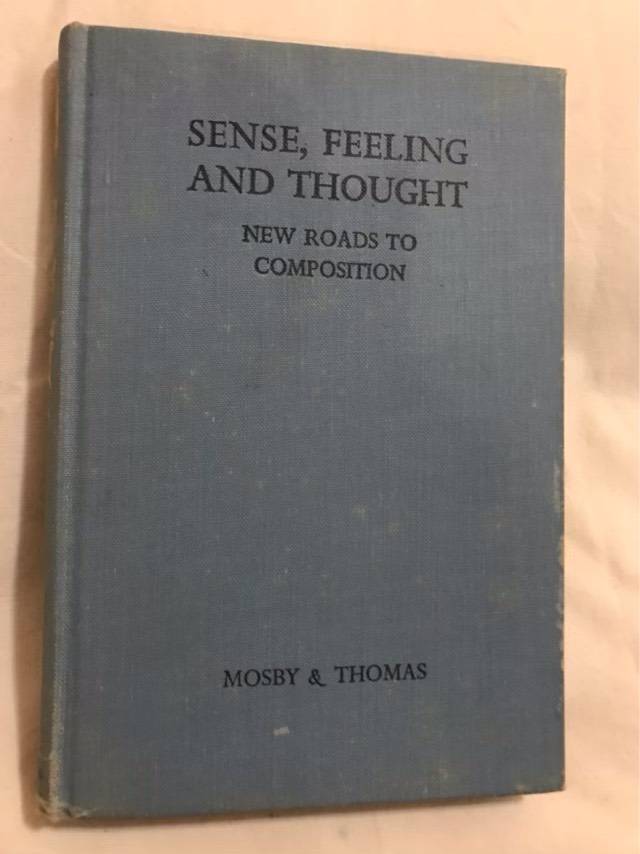 SENSE, FEELING
AND THOUGHT
NEW ROADS TO
COMPOSITION
MOSBY & THOMAS